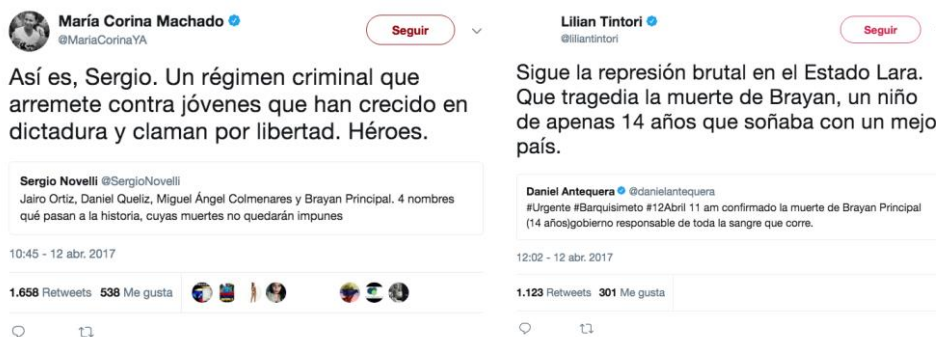 María Corina Machado
@MariaCorinaYA
Seguir
Así es, Sergio. Un régimen criminal que
arremete contra jóvenes que han crecido en
dictadura y claman por libertad. Héroes.
Sergio Novelli @SergioNovelli
Jairo Ortiz, Daniel Queliz, Miguel Ángel Colmenares y Brayan Principal. 4 nombres
qué pasan a la historia, cuyas muertes no quedarán impunes
10:45 - 12 abr. 2017
1.658 Retweets 538 Me gusta
Lilian Tintori
@liliantintori
Seguir
Sigue la represión brutal en el Estado Lara.
Que tragedia la muerte de Brayan, un niño
de apenas 14 años que soñaba con un mejo
país.
Daniel Antequera @danielantequera
#Urgente #Barquisimeto #12Abril 11 am confirmado la muerte de Brayan Principal
(14 años)gobierno responsable de toda la sangre que corre.
12:02 - 12 abr. 2017
1.123 Retweets 301 Me gusta